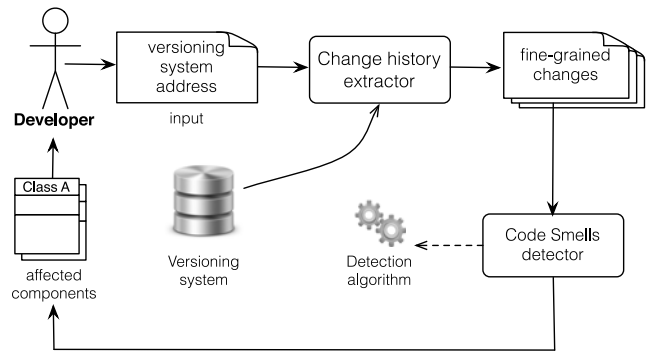 versioning
system
address
input
Change history
extractor
fine-grained
changes
Developer
Class A
affected
components
Versioning
system
Detection
algorithm
Code Smells
detector